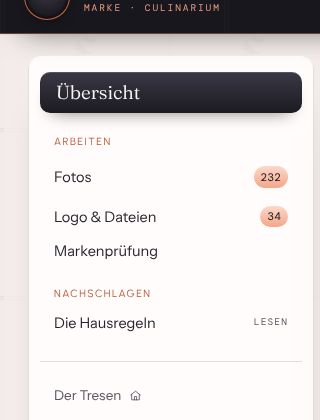 MARKE · CULINARIUM
Übersicht
ARBEITEN
Fotos 232
Logo & Dateien 34
Markenprüfung
NACHSCHLAGEN
Die Hausregeln LESEN
Der Tresen